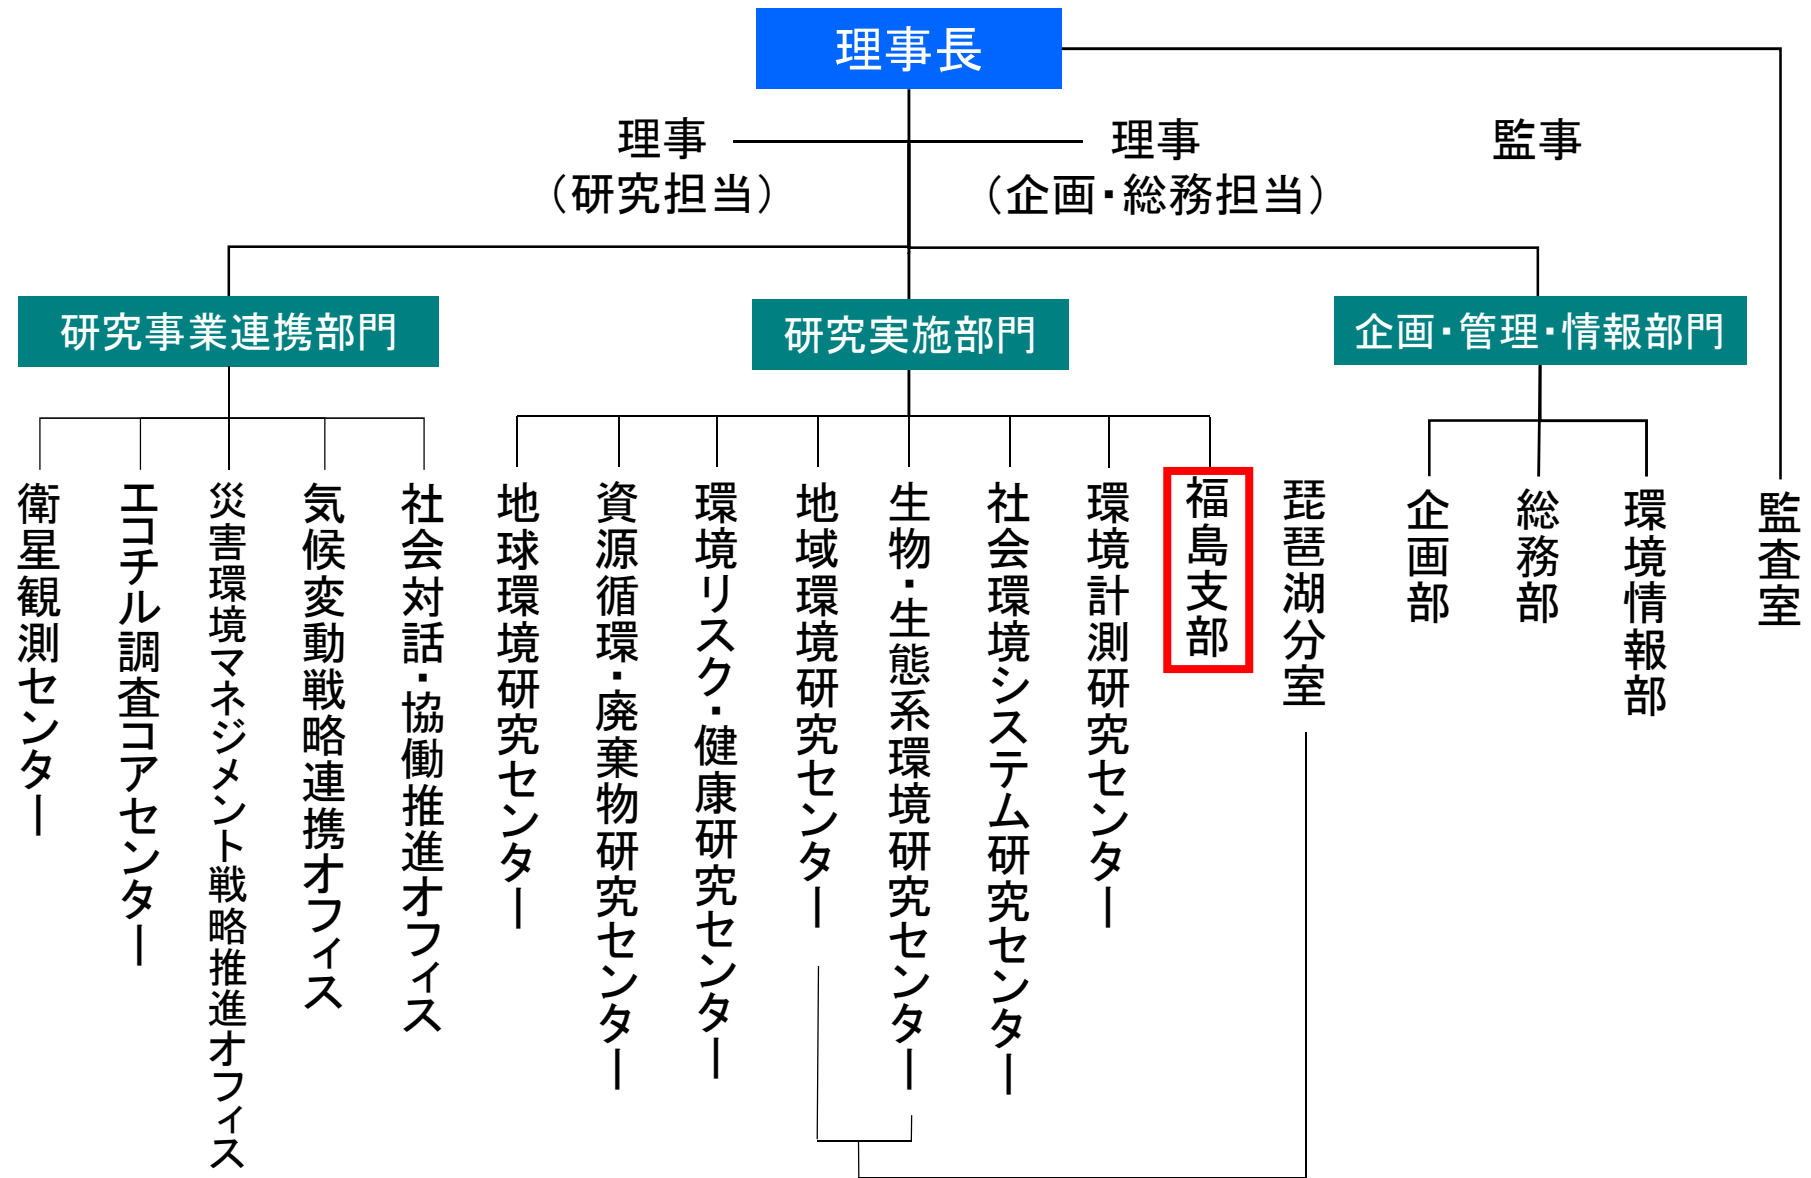 理事長
理事
（研究担当）
理事
（企画・総務担当）
監事
研究事業連携部門
研究実施部門
企画・管理・情報部門
衛星観測センター
エコチル調査コアセンター
災害環境マネジメント戦略推進オフィス
気候変動戦略連携オフィス
社会対話・協働推進オフィス
地球環境研究センター
資源循環・廃棄物研究センター
環境リスク・健康研究センター
地域環境研究センター
生物・生態系環境研究センター
社会環境システム研究センター
環境計測研究センター
福島支部
琵琶湖分室
企画部
総務部
環境情報部
監査室